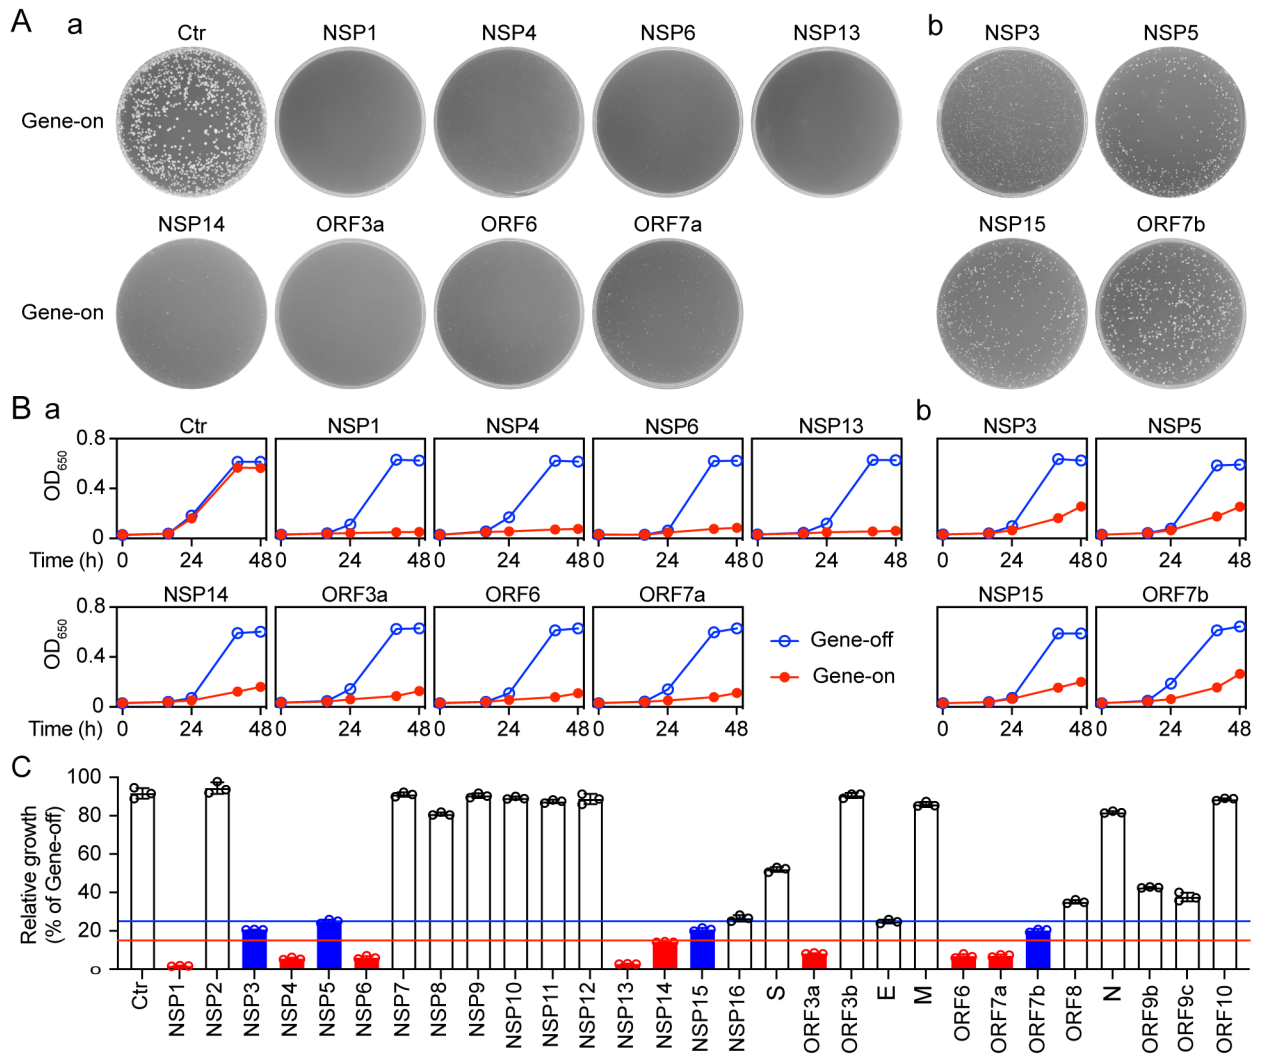 A a b
Ctr NSP1 NSP4 NSP6 NSP13 NSP3 NSP5
Gene-on
NSP14 ORF3a ORF6 ORF7a NSP15 ORF7b
Gene-on
B a b
Ctr NSP1 NSP4 NSP6 NSP13 NSP3 NSP5
0.8
OD650
0.4
0
Time (h) 0 24 48 0 24 48 0 24 48 0 24 48 0 24 48 0 24 48 0 24 48
NSP14 ORF3a ORF6 ORF7a NSP15 ORF7b
0.8
OD650
0.4
0
Gene-off
Gene-on
Time (h) 0 24 48 0 24 48 0 24 48 0 24 48 0 24 48 0 24 48
C
Relative growth
(% of Gene-off)
100
80
60
40
20
0
Ctr NSP1 NSP2 NSP3 NSP4 NSP5 NSP6 NSP7 NSP8 NSP9 NSP10 NSP11 NSP12 NSP13 NSP14 NSP15 NSP16 S ORF3a ORF3b E M ORF6 ORF7a ORF7b ORF8 N ORF9b ORF9c ORF10